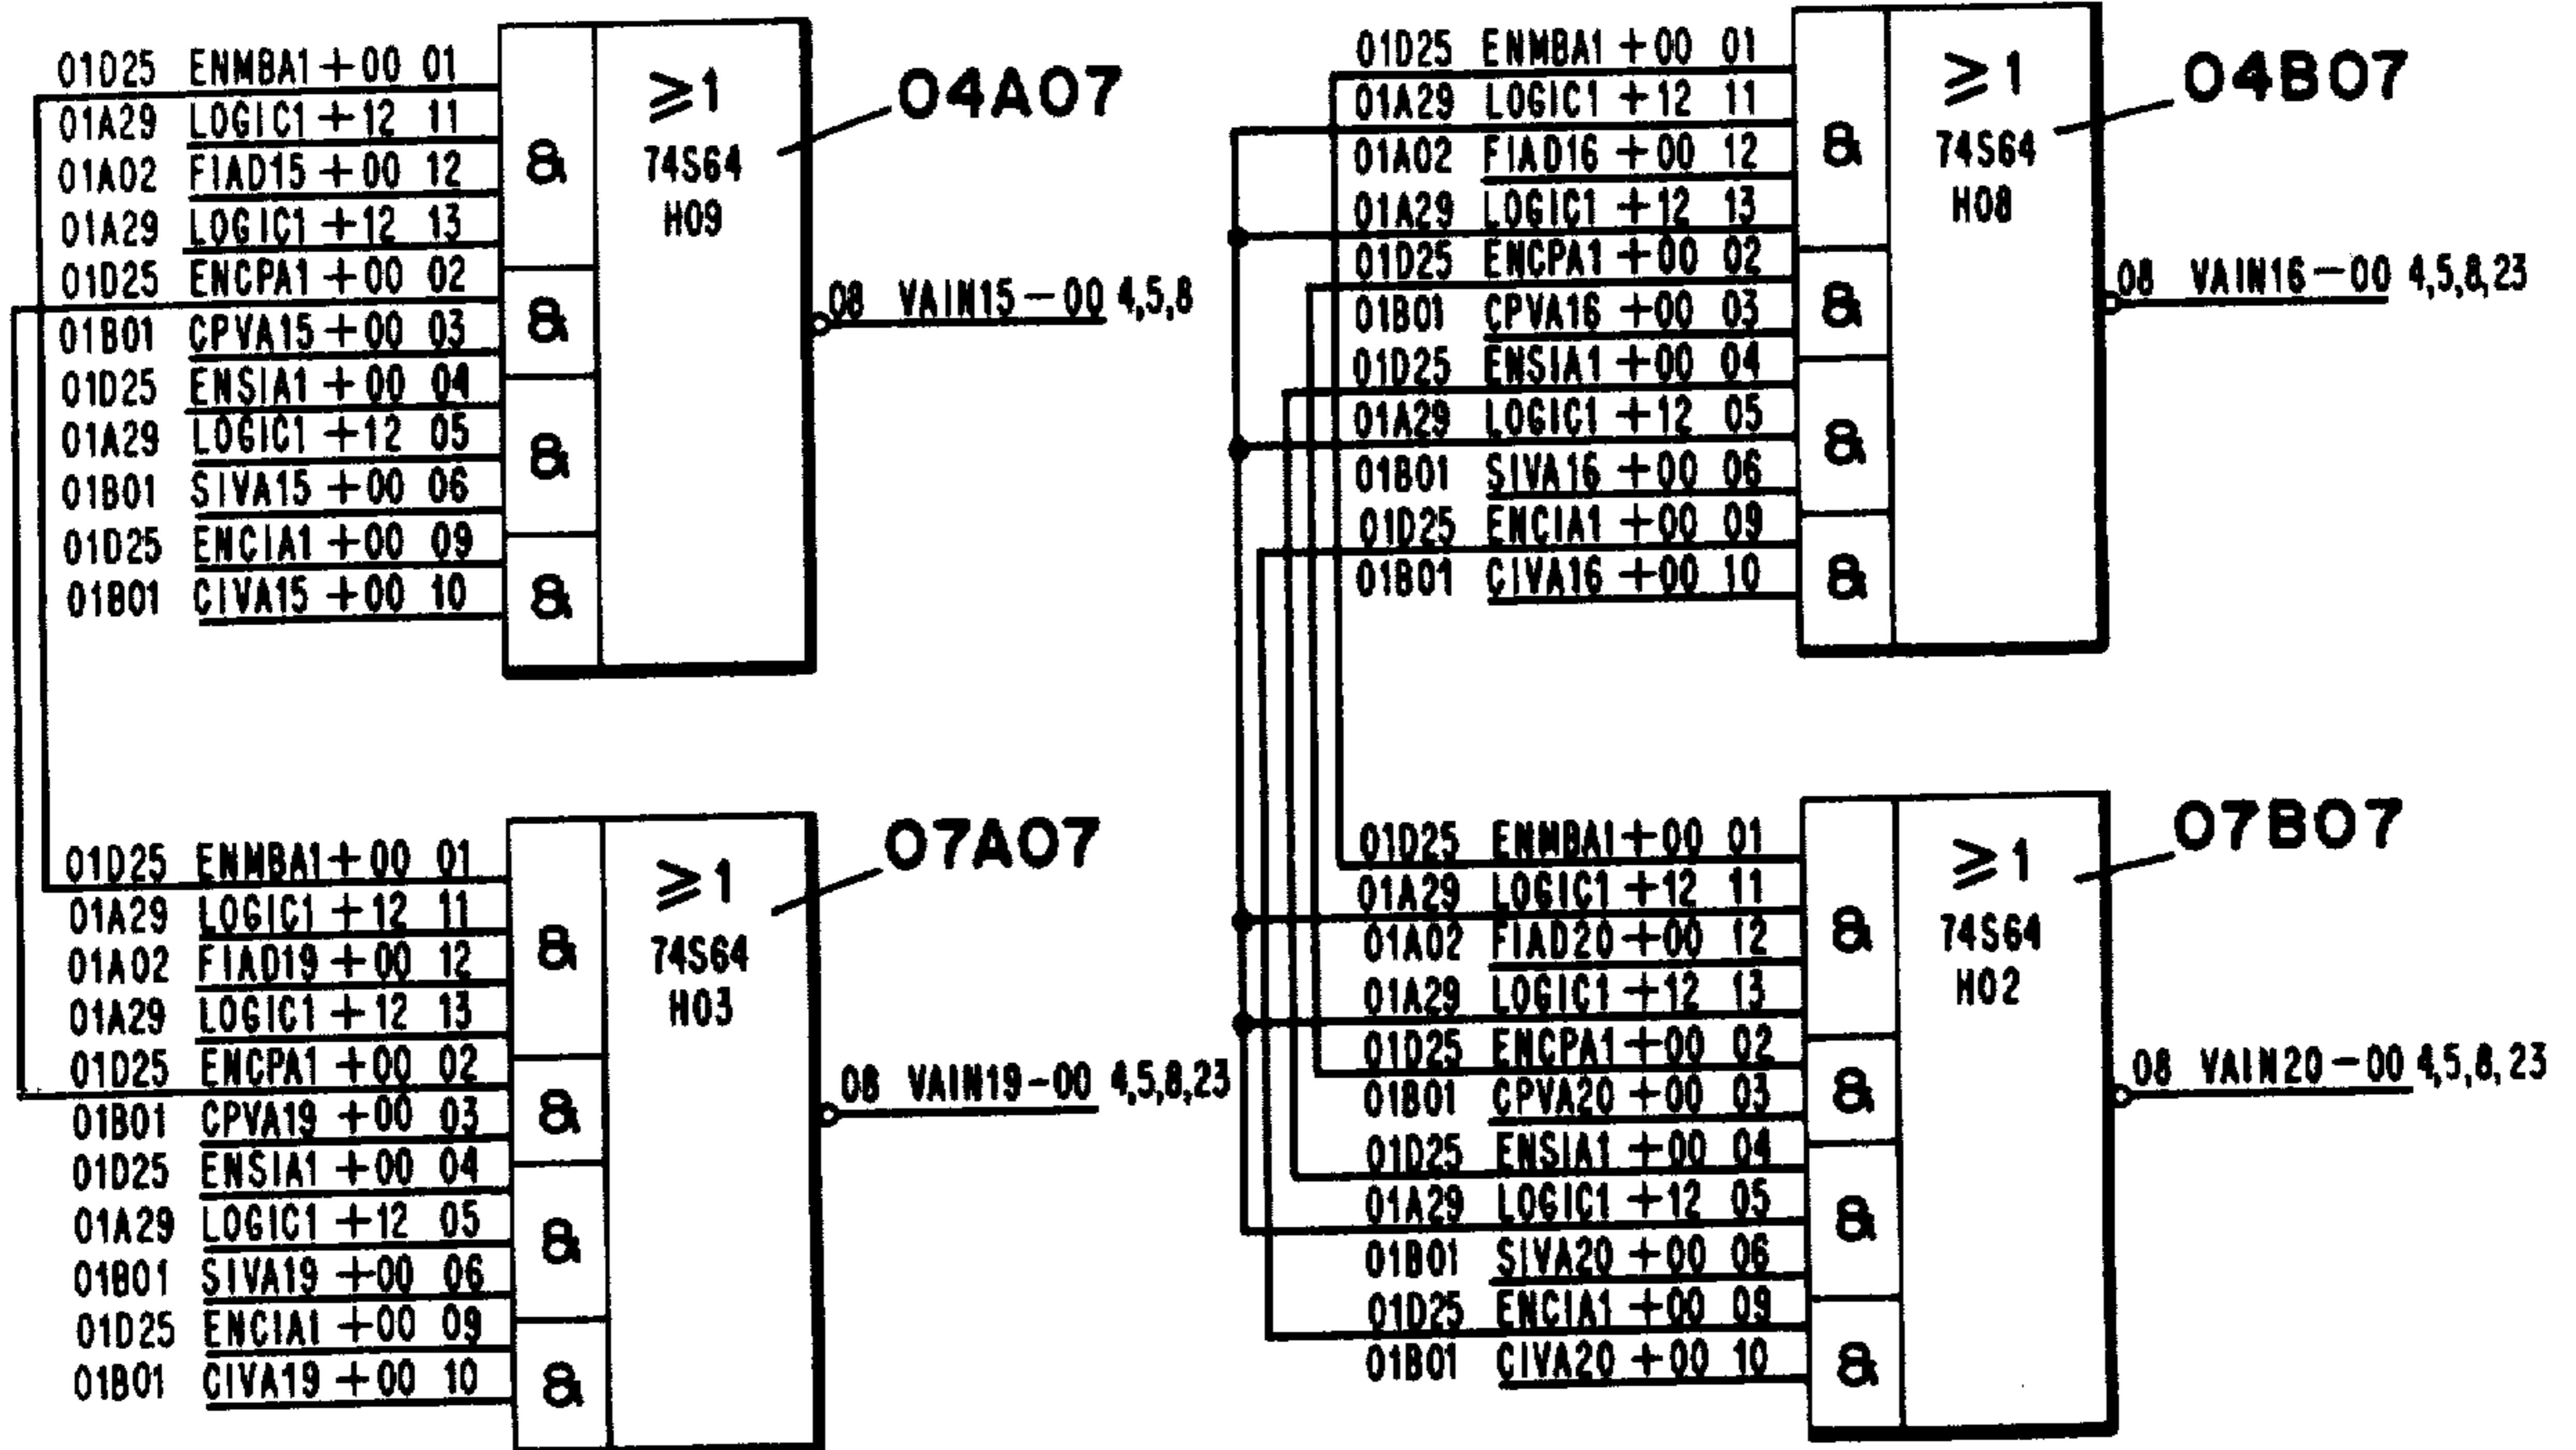 01D25 ENMBA1+00 01
01A29 LOGIC1+12 11
01A02 FIAD15+00 12
01A29 LOGIC1+12 13
01D25 ENCPA1+00 02
01B01 CPVA15+00 03
01D25 ENSIA1+00 04
01A29 LOGIC1+12 05
01B01 SIVA15+00 06
01D25 ENCIA1+00 09
01B01 CIVA15+00 10
&
&
&
&
≥1
74S64
H09
04A07
08 VAIN15-00 4,5,8
01D25 ENMBA1+00 01
01A29 LOGIC1+12 11
01A02 FIAD16+00 12
01A29 LOGIC1+12 13
01D25 ENCPA1+00 02
01B01 CPVA16+00 03
01D25 ENSIA1+00 04
01A29 LOGIC1+12 05
01B01 SIVA16+00 06
01D25 ENCIA1+00 09
01B01 CIVA16+00 10
&
&
&
&
≥1
74S64
H08
04B07
08 VAIN16-00 4,5,8,23
01D25 ENMBA1+00 01
01A29 LOGIC1+12 11
01A02 FIAD19+00 12
01A29 LOGIC1+12 13
01D25 ENCPA1+00 02
01B01 CPVA19+00 03
01D25 ENSIA1+00 04
01A29 LOGIC1+12 05
01B01 SIVA19+00 06
01D25 ENCIA1+00 09
01B01 CIVA19+00 10
&
&
&
&
≥1
74S64
H03
07A07
08 VAIN19-00 4,5,8,23
01D25 ENMBA1+00 01
01A29 LOGIC1+12 11
01A02 FIAD20+00 12
01A29 LOGIC1+12 13
01D25 ENCPA1+00 02
01B01 CPVA20+00 03
01D25 ENSIA1+00 04
01A29 LOGIC1+12 05
01B01 SIVA20+00 06
01D25 ENCIA1+00 09
01B01 CIVA20+00 10
&
&
&
&
≥1
74S64
H02
07B07
08 VAIN20-00 4,5,8,23